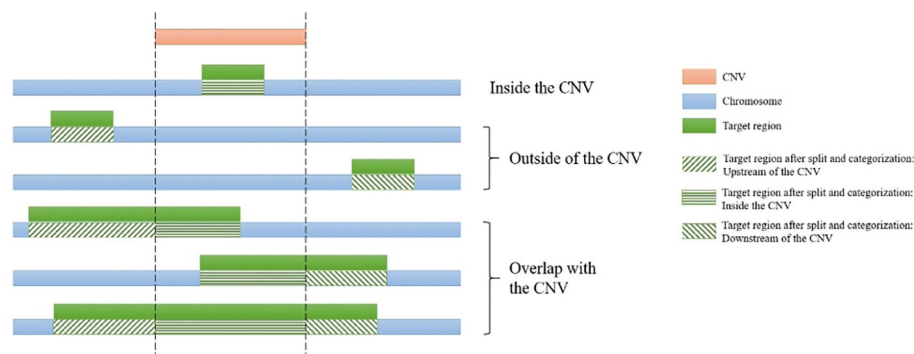 Inside the CNV
Outside of the CNV
Overlap with
the CNV
CNV
Chromosome
Target region
Target region after split and categorization:
Upstream of the CNV
Target region after split and categorization:
Inside the CNV
Target region after split and categorization:
Downstream of the CNV